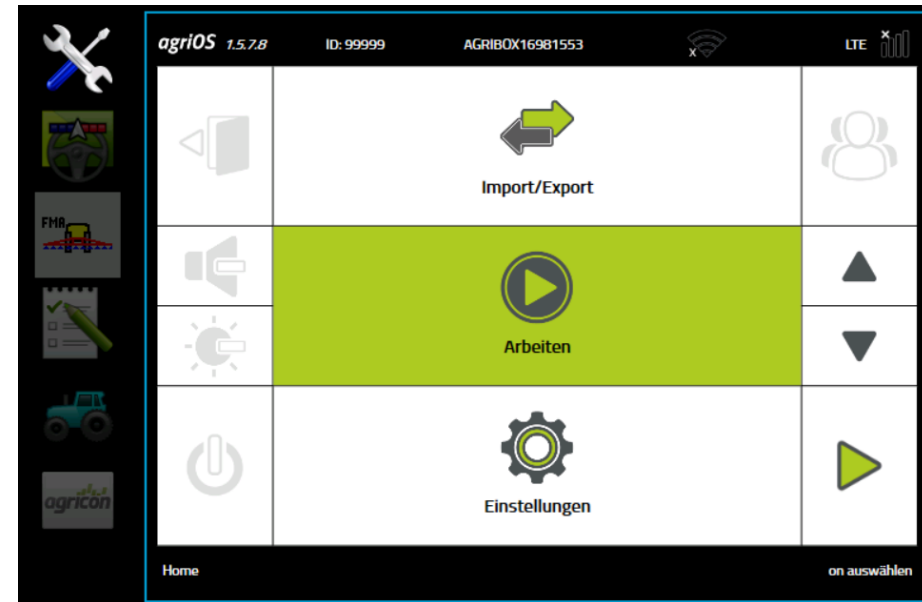 agriOS 1.5.7.8 ID: 99999 AGRIBOX16981553 LTE
FMA
Import/Export
Arbeiten
Einstellungen
agricon
Home on auswählen